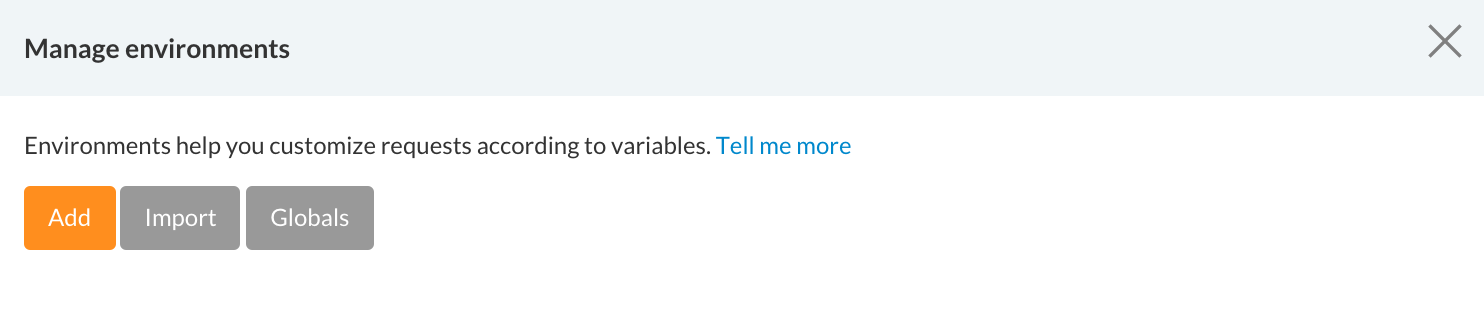 Manage environments
Environments help you customize requests according to variables. Tell me more
Add Import Globals